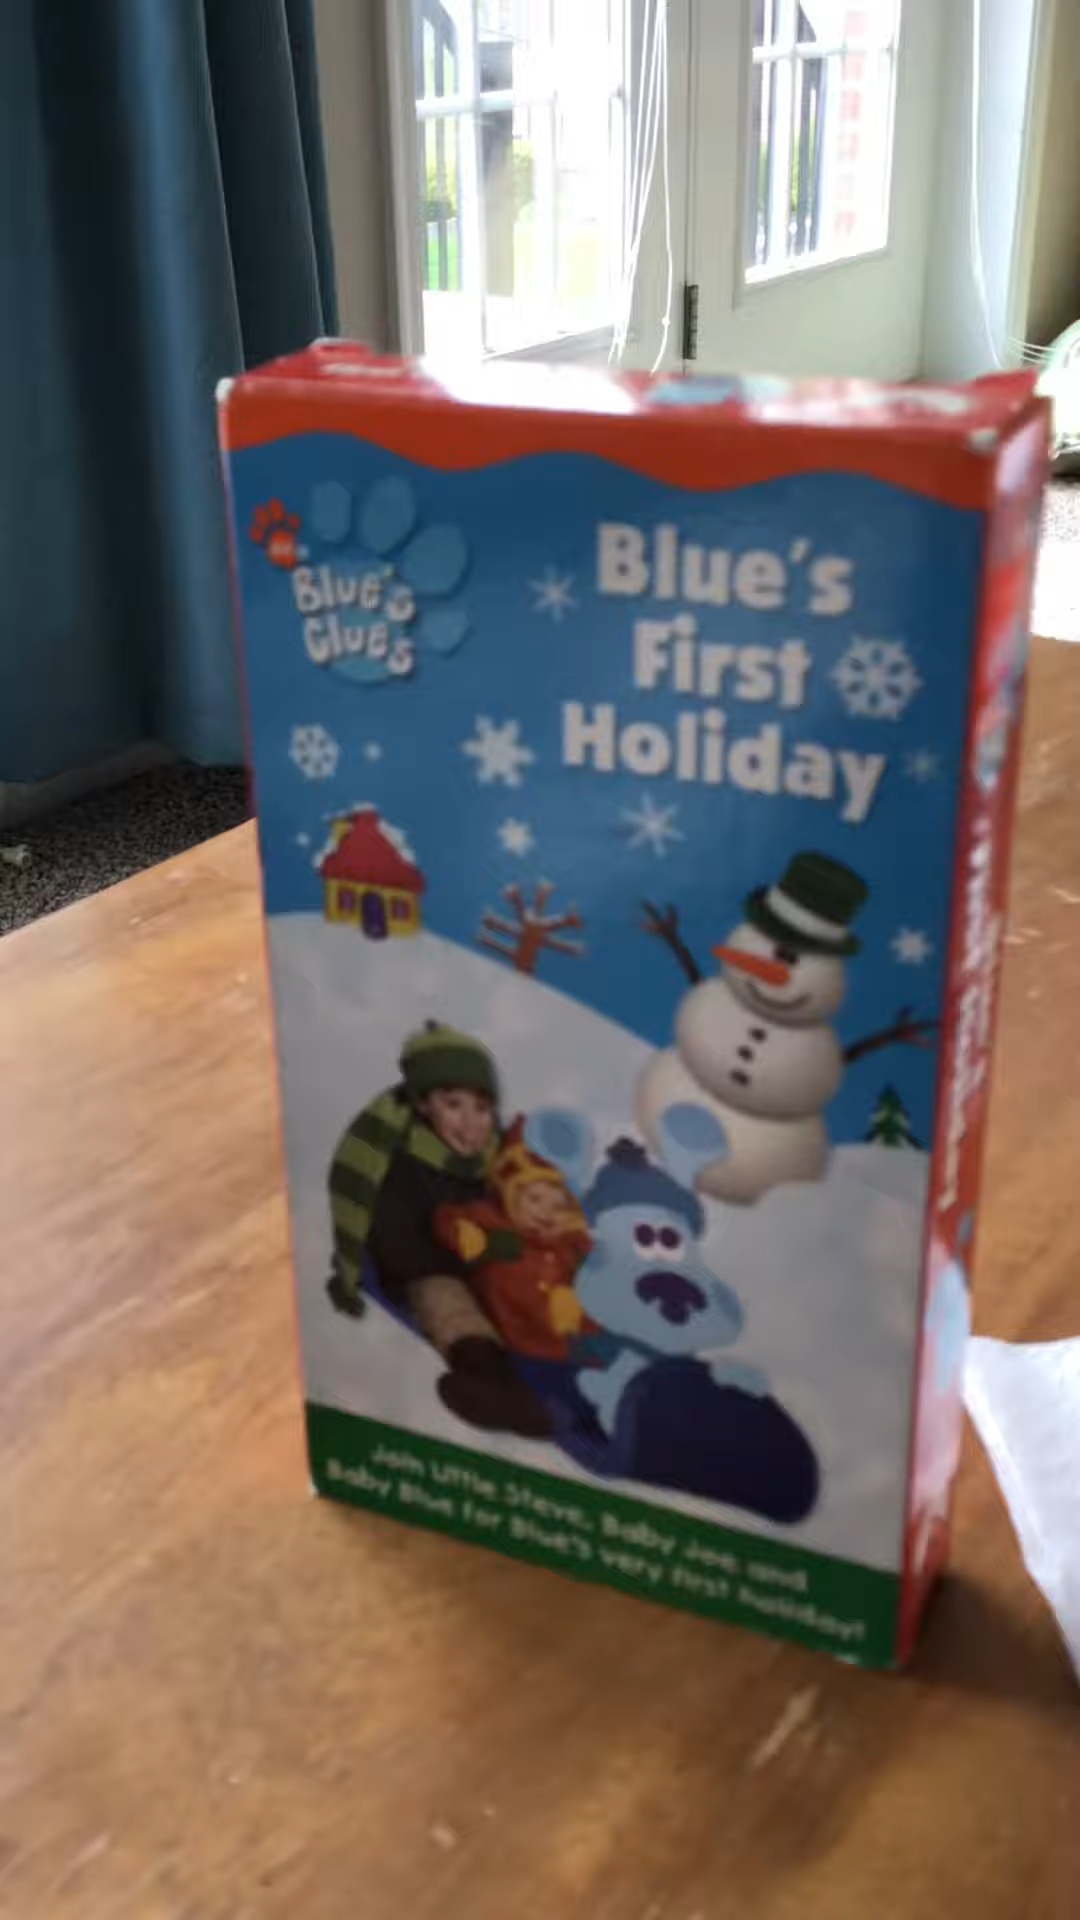 Blue's
Clues
Blue's
First
Holiday
Join Little Steve, Baby Joe and
Baby Blue for Blue's very first holiday!